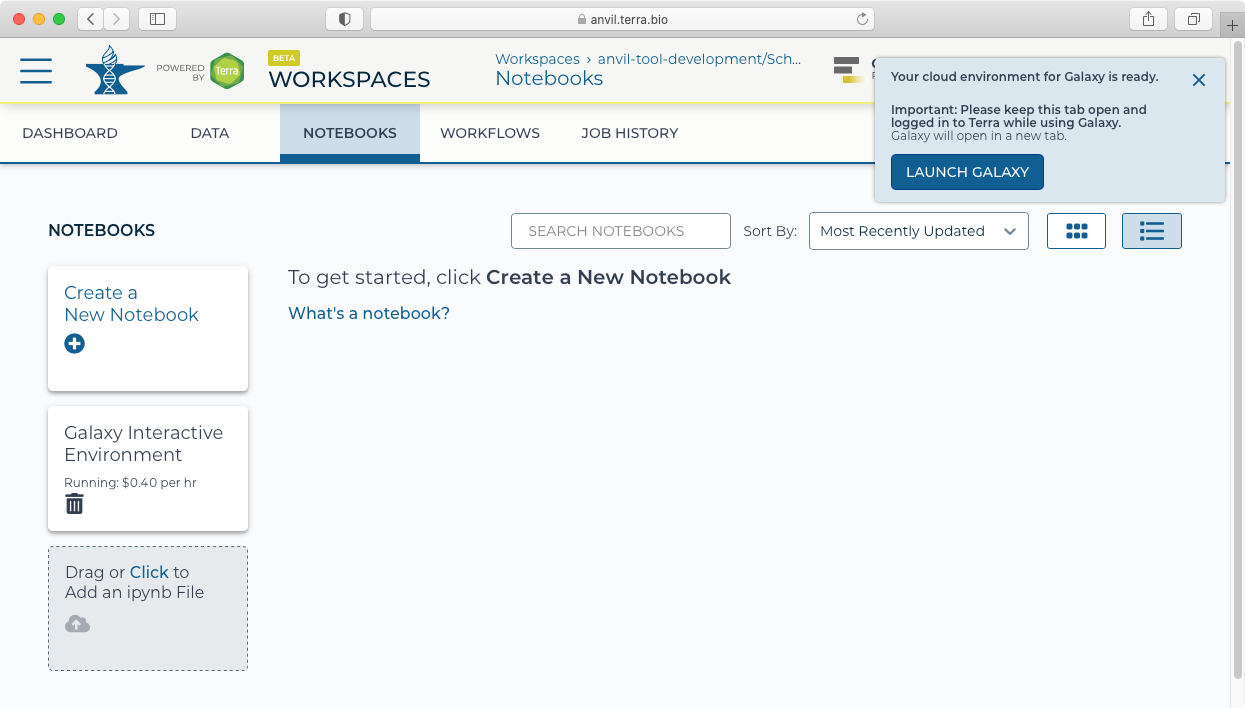 anvil.terra.bio
POWERED
BY
Terra
BETA
WORKSPACES
Workspaces › anvil-tool-development/Sch...
Notebooks
Your cloud environment for Galaxy is ready.
Important: Please keep this tab open and
logged in to Terra while using Galaxy.
Galaxy will open in a new tab.
LAUNCH GALAXY
DASHBOARD
DATA
NOTEBOOKS
WORKFLOWS
JOB HISTORY
NOTEBOOKS
SEARCH NOTEBOOKS
Sort By:
Most Recently Updated
Create a
New Notebook
To get started, click Create a New Notebook
What's a notebook?
Galaxy Interactive
Environment
Running: $0.40 per hr
Drag or Click to
Add an ipynb File